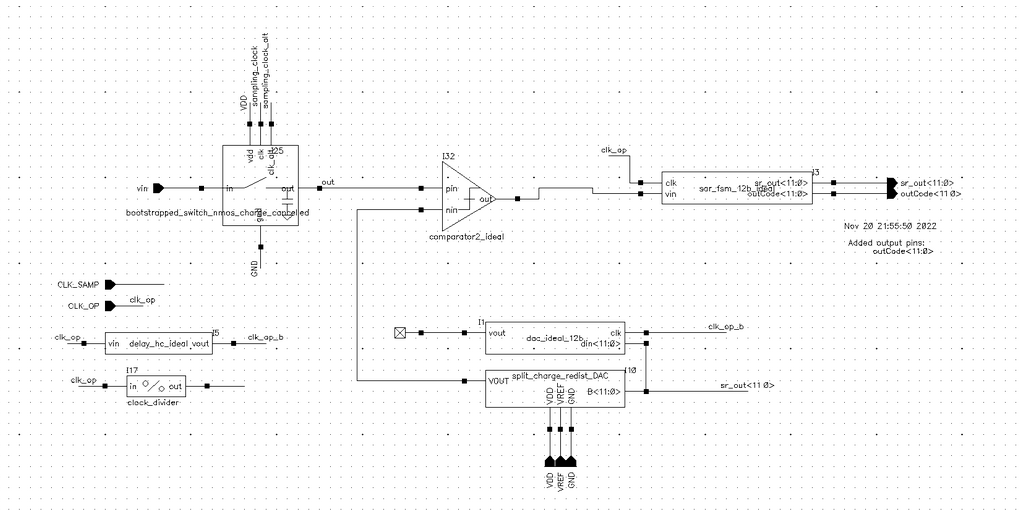 VDD
sampling_clock
sampling_clock_alt
vdd
clk
clk_alt
I25
vin
in
out
out
bootstrapped_switch_nmos_charge_cancelled
gnd
GND
I32
pin
nin
out
comparator2_ideal
clk_op
I3
clk
vin
sar_fsm_12b_ideal
sr_out<11:0>
outCode<11:0>
sr_out<11:0>
outCode<11:0>
Nov 20 21:55:50 2022
Added output pins:
outCode<11:0>
CLK_SAMP
CLK_OP
clk_op
clk_op
I5
vin
delay_hc_ideal
vout
clk_op_b
clk_op
I17
in
out
clock_divider
I1
vout
dac_ideal_12b
clk
din<11:0>
clk_op_b
split_charge_redist_DAC
I10
VOUT
VDD
VREF
GND
B<11:0>
sr_out<11:0>
VDD
VREF
GND